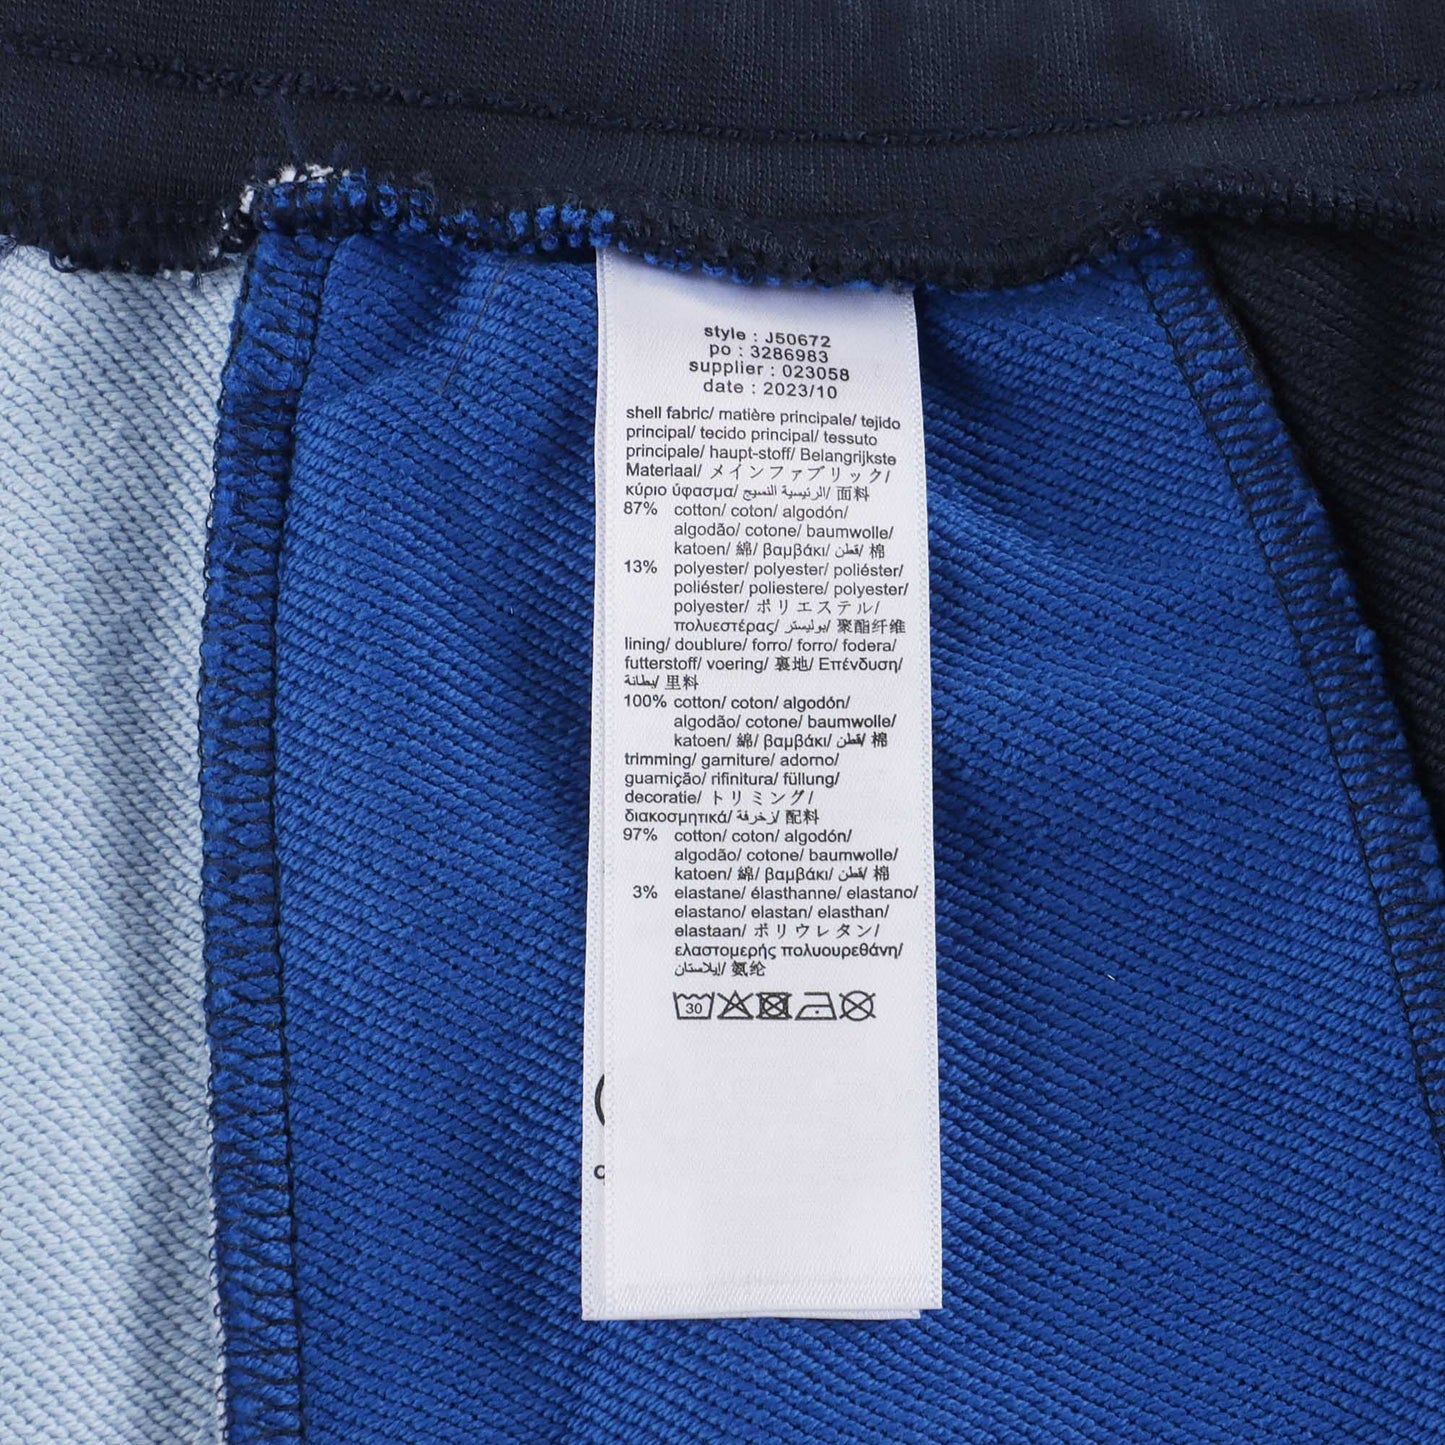 style : J50672
po : 3286983
supplier : 023058
date : 2023/10
shell fabric/ matière principale/ tejido
principal/ tecido principal/ tessuto
principale/ haupt-stoff/ Belangrijkste
Materlaal/ メインファブリック/
κύριο ύφασμα/ الرئيسية النسيج/ 面料
87% cotton/ coton/ algodón/
algodão/ cotone/ baumwolle/
katoen/ 綿/ βαμβάκι/ قطن/ 棉
13% polyester/ polyester/ poliéster/
poliéster/ poliestere/ polyester/
polyester/ ポリエステル/
πολυεστέρας/ بوليستر/ 聚酯纤维
lining/ doublure/ forro/ forro/ fodera/
futterstoff/ voering/ 裏地/ Επένδυση/
بطانة/ 里料
100% cotton/ coton/ algodón/
algodão/ cotone/ baumwolle/
katoen/ 綿/ βαμβάκι/ قطن/ 棉
trimming/ garniture/ adorno/
guarnição/ rifinitura/ füllung/
decoratie/ トリミング/
διακοσμητικά/ زخرفة/ 配料
97% cotton/ coton/ algodón/
algodão/ cotone/ baumwolle/
katoen/ 綿/ βαμβάκι/ قطن/ 棉
3% elastane/ élasthanne/ elastano/
elastano/ elastan/ elasthan/
elastaan/ ポリウレタン/
ελαστομερής πολυουρεθάνη/
إيلاستان/ 氨纶
30